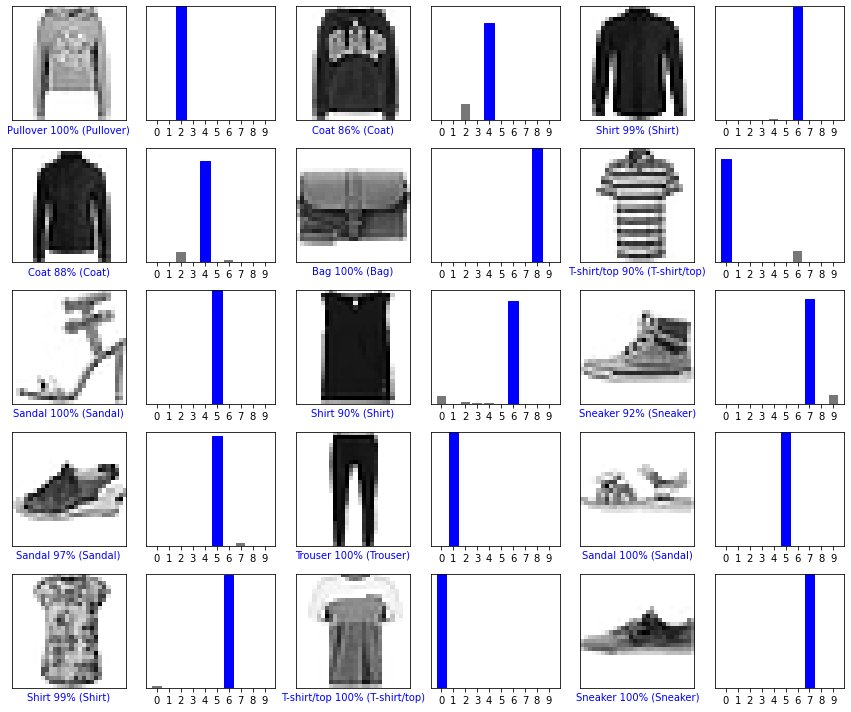 0 1 2 3 4 5 6 7 8 9 0 1 2 3 4 5 6 7 8 9 0 1 2 3 4 5 6 7 8 9
Pullover 100% (Pullover) Coat 86% (Coat) Shirt 99% (Shirt)
0 1 2 3 4 5 6 7 8 9 0 1 2 3 4 5 6 7 8 9 0 1 2 3 4 5 6 7 8 9
Coat 88% (Coat) Bag 100% (Bag) T-shirt/top 90% (T-shirt/top)
0 1 2 3 4 5 6 7 8 9 0 1 2 3 4 5 6 7 8 9 0 1 2 3 4 5 6 7 8 9
Sandal 100% (Sandal) Shirt 90% (Shirt) Sneaker 92% (Sneaker)
0 1 2 3 4 5 6 7 8 9 0 1 2 3 4 5 6 7 8 9 0 1 2 3 4 5 6 7 8 9
Sandal 97% (Sandal) Trouser 100% (Trouser) Sandal 100% (Sandal)
0 1 2 3 4 5 6 7 8 9 0 1 2 3 4 5 6 7 8 9 0 1 2 3 4 5 6 7 8 9
Shirt 99% (Shirt) T-shirt/top 100% (T-shirt/top) Sneaker 100% (Sneaker)